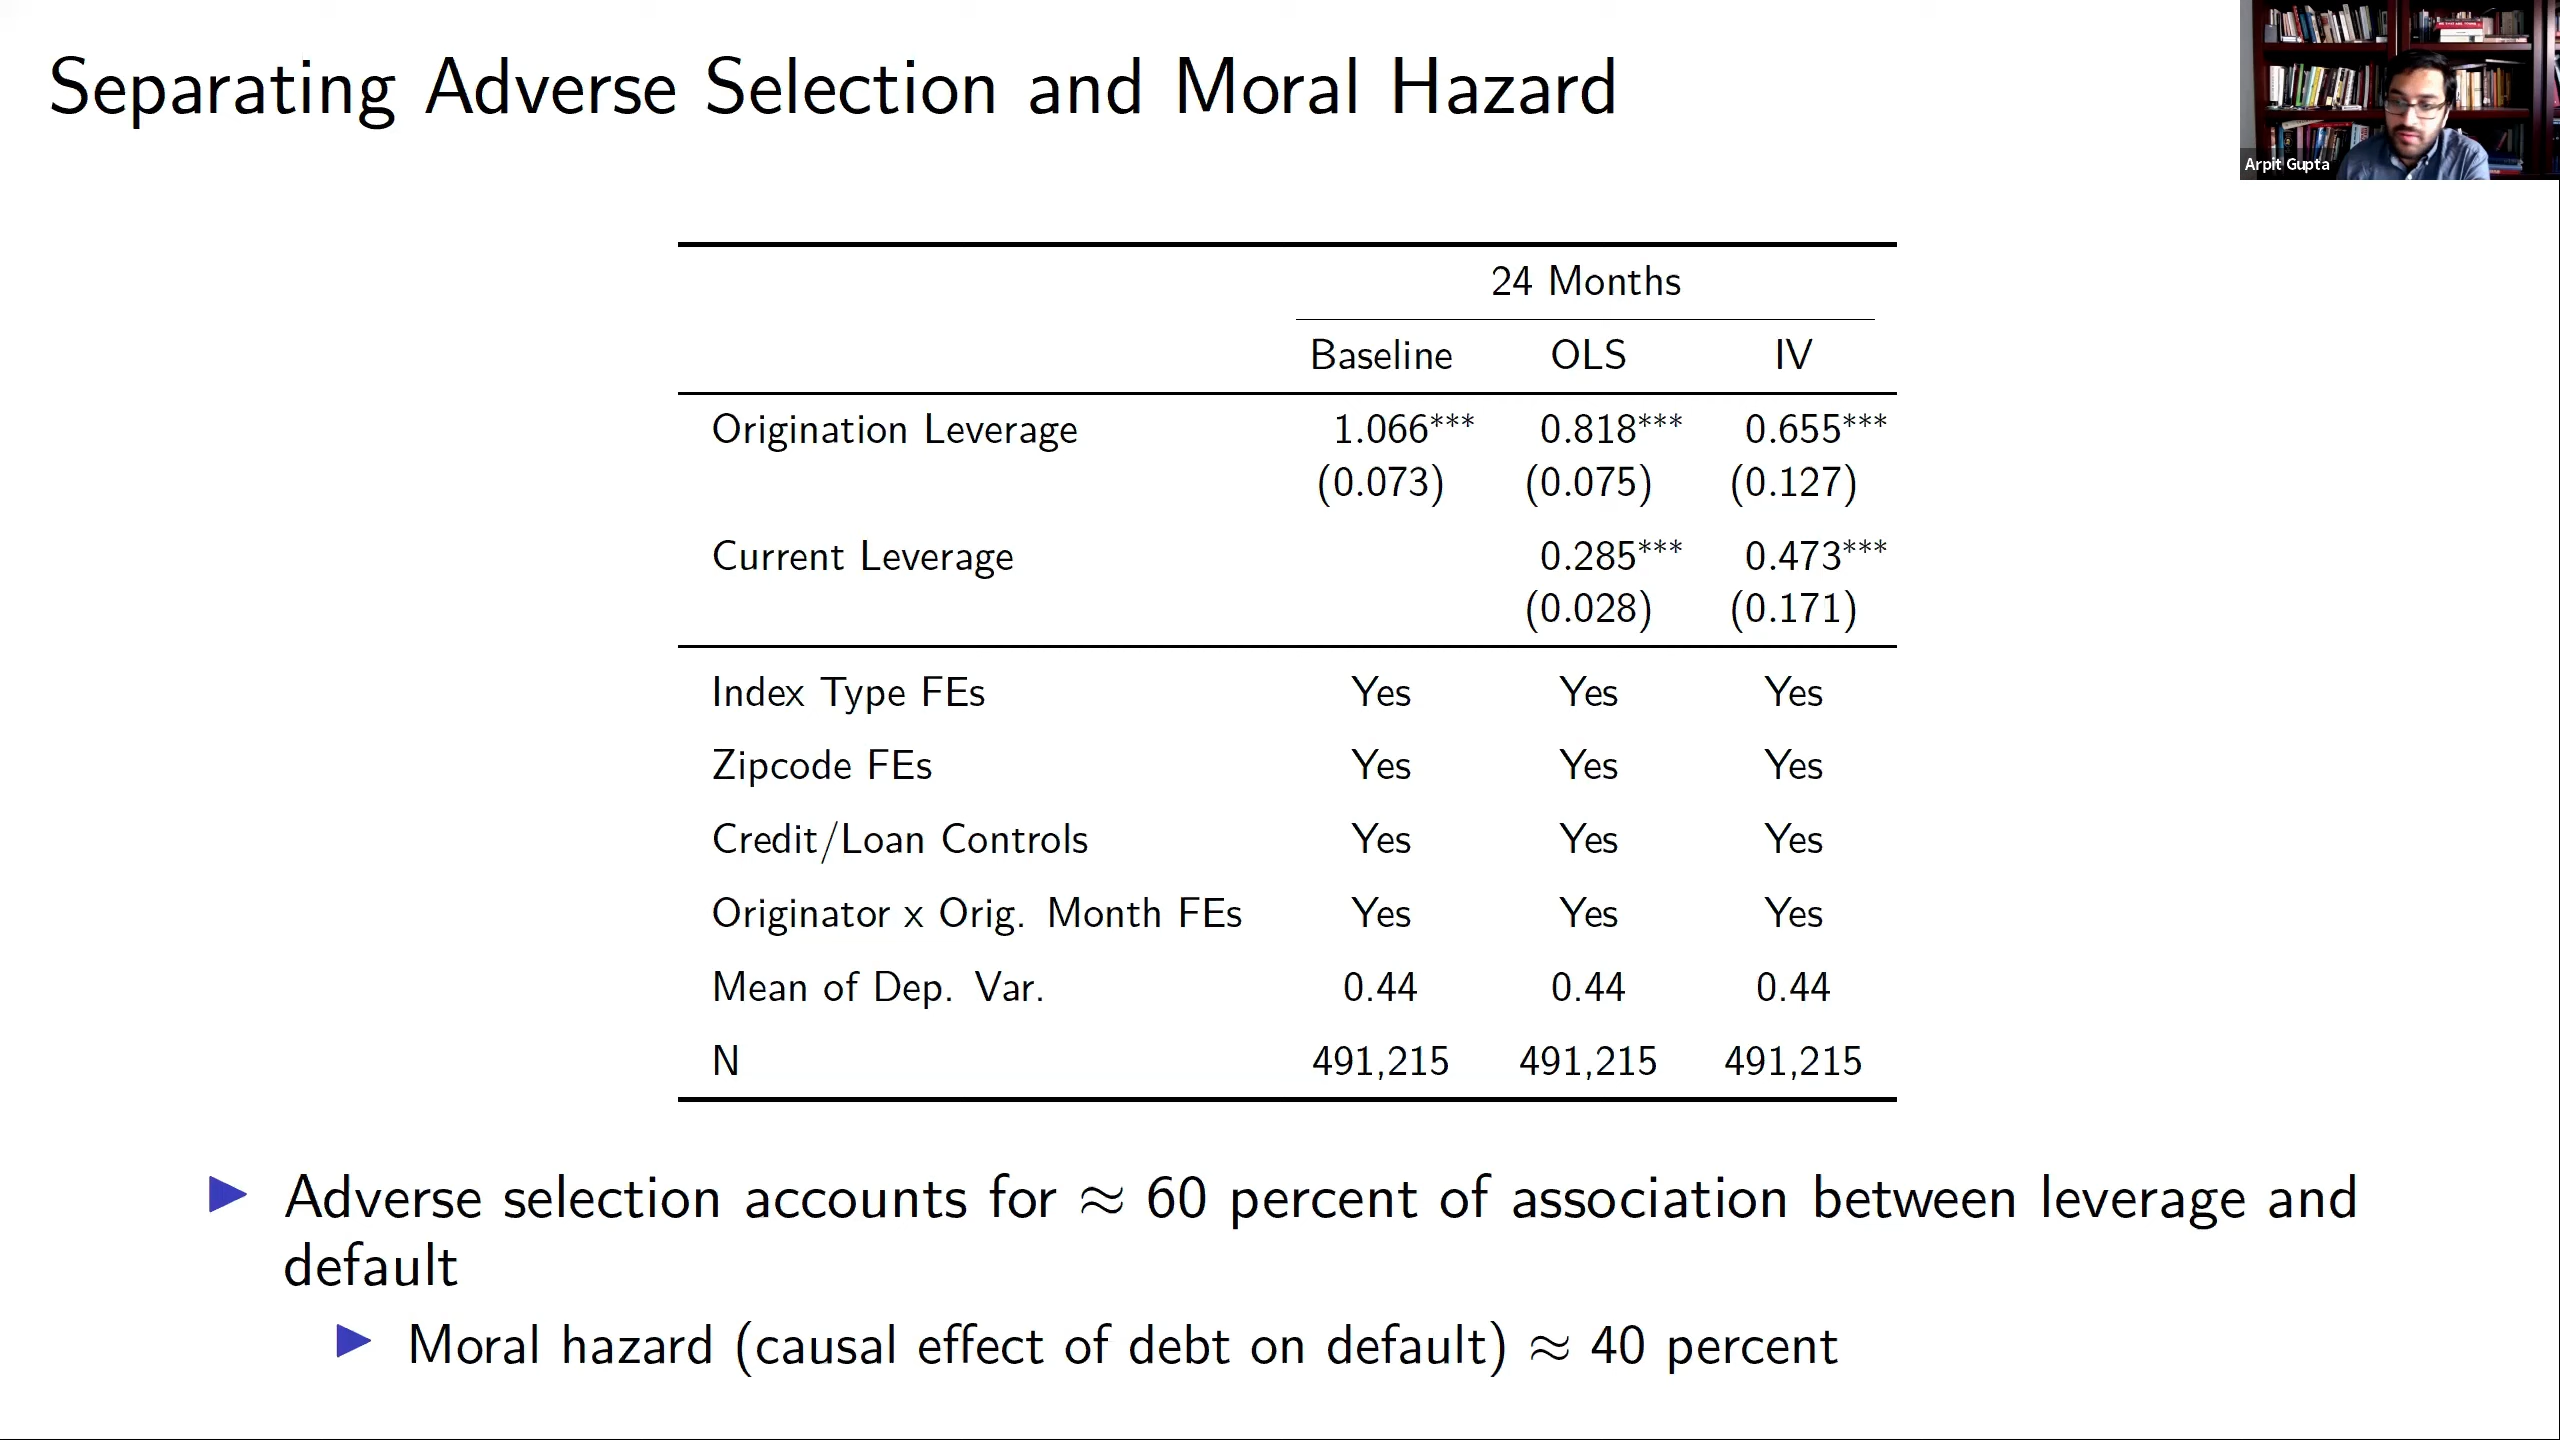 Separating Adverse Selection and Moral Hazard
Arpit Gupta
24 Months
Baseline OLS IV
Origination Leverage 1.066*** 0.818*** 0.655***
(0.073) (0.075) (0.127)
Current Leverage 0.285*** 0.473***
(0.028) (0.171)
Index Type FEs Yes Yes Yes
Zipcode FEs Yes Yes Yes
Credit/Loan Controls Yes Yes Yes
Originator x Orig. Month FEs Yes Yes Yes
Mean of Dep. Var. 0.44 0.44 0.44
N 491,215 491,215 491,215
▶ Adverse selection accounts for ≈ 60 percent of association between leverage and
default
▶ Moral hazard (causal effect of debt on default) ≈ 40 percent